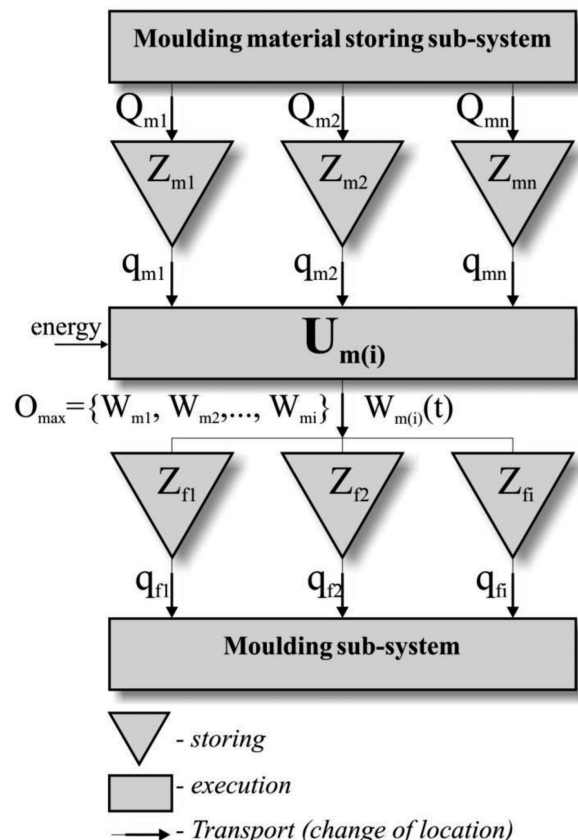 Moulding material storing sub-system
Qm1 Qm2 Qmn
Zm1 Zm2 Zmn
qm1 qm2 qmn
energy
Um(i)
Omax={Wm1, Wm2,..., Wmi} Wm(i)(t)
Zf1 Zf2 Zfi
qf1 qf2 qfi
Moulding sub-system
- storing
- execution
- Transport (change of location)